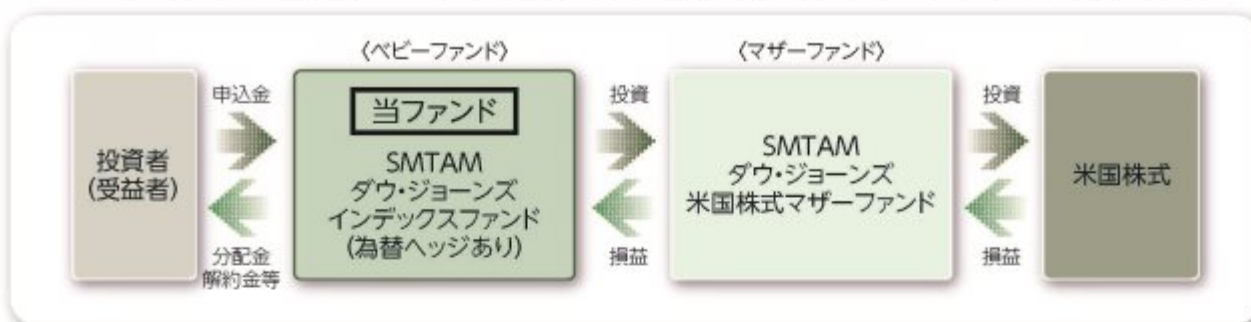 〈ベビーファンド〉
〈マザーファンド〉
投資者
(受益者)
申込金
分配金
解約金等
当ファンド
SMTAM
ダウ・ジョーンズ
インデックスファンド
(為替ヘッジあり)
投資
損益
SMTAM
ダウ・ジョーンズ
米国株式マザーファンド
投資
損益
米国株式